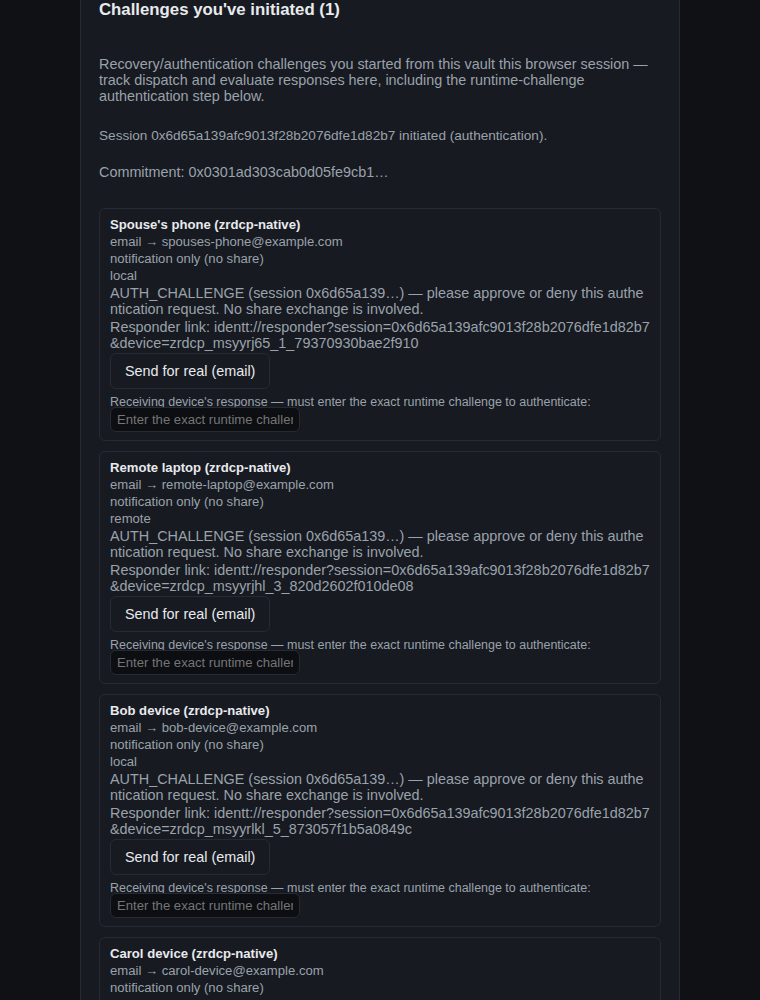 Challenges you've initiated (1)
Recovery/authentication challenges you started from this vault this browser session —
track dispatch and evaluate responses here, including the runtime-challenge
authentication step below.
Session 0x6d65a139afc9013f28b2076dfe1d82b7 initiated (authentication).
Commitment: 0x0301ad303cab0d05fe9cb1…
Spouse's phone (zrdcp-native)
email → spouses-phone@example.com
notification only (no share)
local
AUTH_CHALLENGE (session 0x6d65a139…) — please approve or deny this authe
ntication request. No share exchange is involved.
Responder link: identt://responder?session=0x6d65a139afc9013f28b2076dfe1d82b7
&device=zrdcp_msyyrj65_1_79370930bae2f910
Send for real (email)
Receiving device's response — must enter the exact runtime challenge to authenticate:
Enter the exact runtime challer
Remote laptop (zrdcp-native)
email → remote-laptop@example.com
notification only (no share)
remote
AUTH_CHALLENGE (session 0x6d65a139…) — please approve or deny this authe
ntication request. No share exchange is involved.
Responder link: identt://responder?session=0x6d65a139afc9013f28b2076dfe1d82b7
&device=zrdcp_msyyrjhl_3_820d2602f010de08
Send for real (email)
Receiving device's response — must enter the exact runtime challenge to authenticate:
Enter the exact runtime challer
Bob device (zrdcp-native)
email → bob-device@example.com
notification only (no share)
local
AUTH_CHALLENGE (session 0x6d65a139…) — please approve or deny this authe
ntication request. No share exchange is involved.
Responder link: identt://responder?session=0x6d65a139afc9013f28b2076dfe1d82b7
&device=zrdcp_msyyrlkl_5_873057f1b5a0849c
Send for real (email)
Receiving device's response — must enter the exact runtime challenge to authenticate:
Enter the exact runtime challer
Carol device (zrdcp-native)
email → carol-device@example.com
notification only (no share)